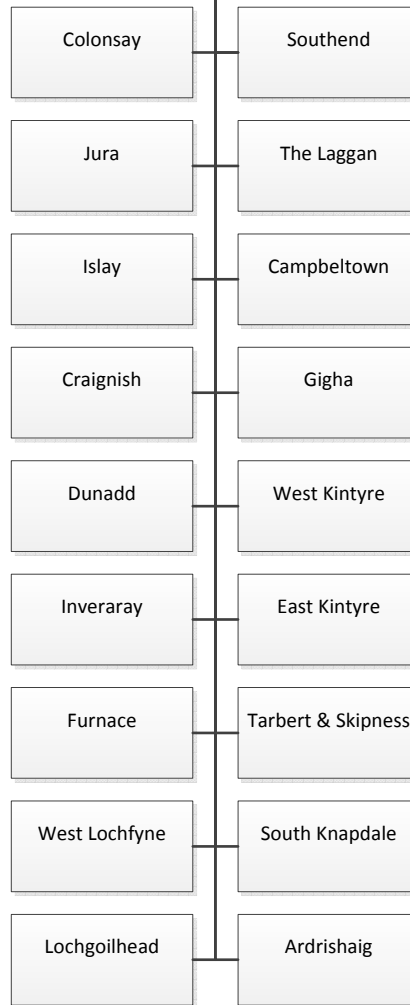 Colonsay
Southend
Jura
The Laggan
Islay
Campbeltown
Craignish
Gigha
Dunadd
West Kintyre
Inveraray
East Kintyre
Furnace
Tarbert & Skipness
West Lochfyne
South Knapdale
Lochgoilhead
Ardrishaig